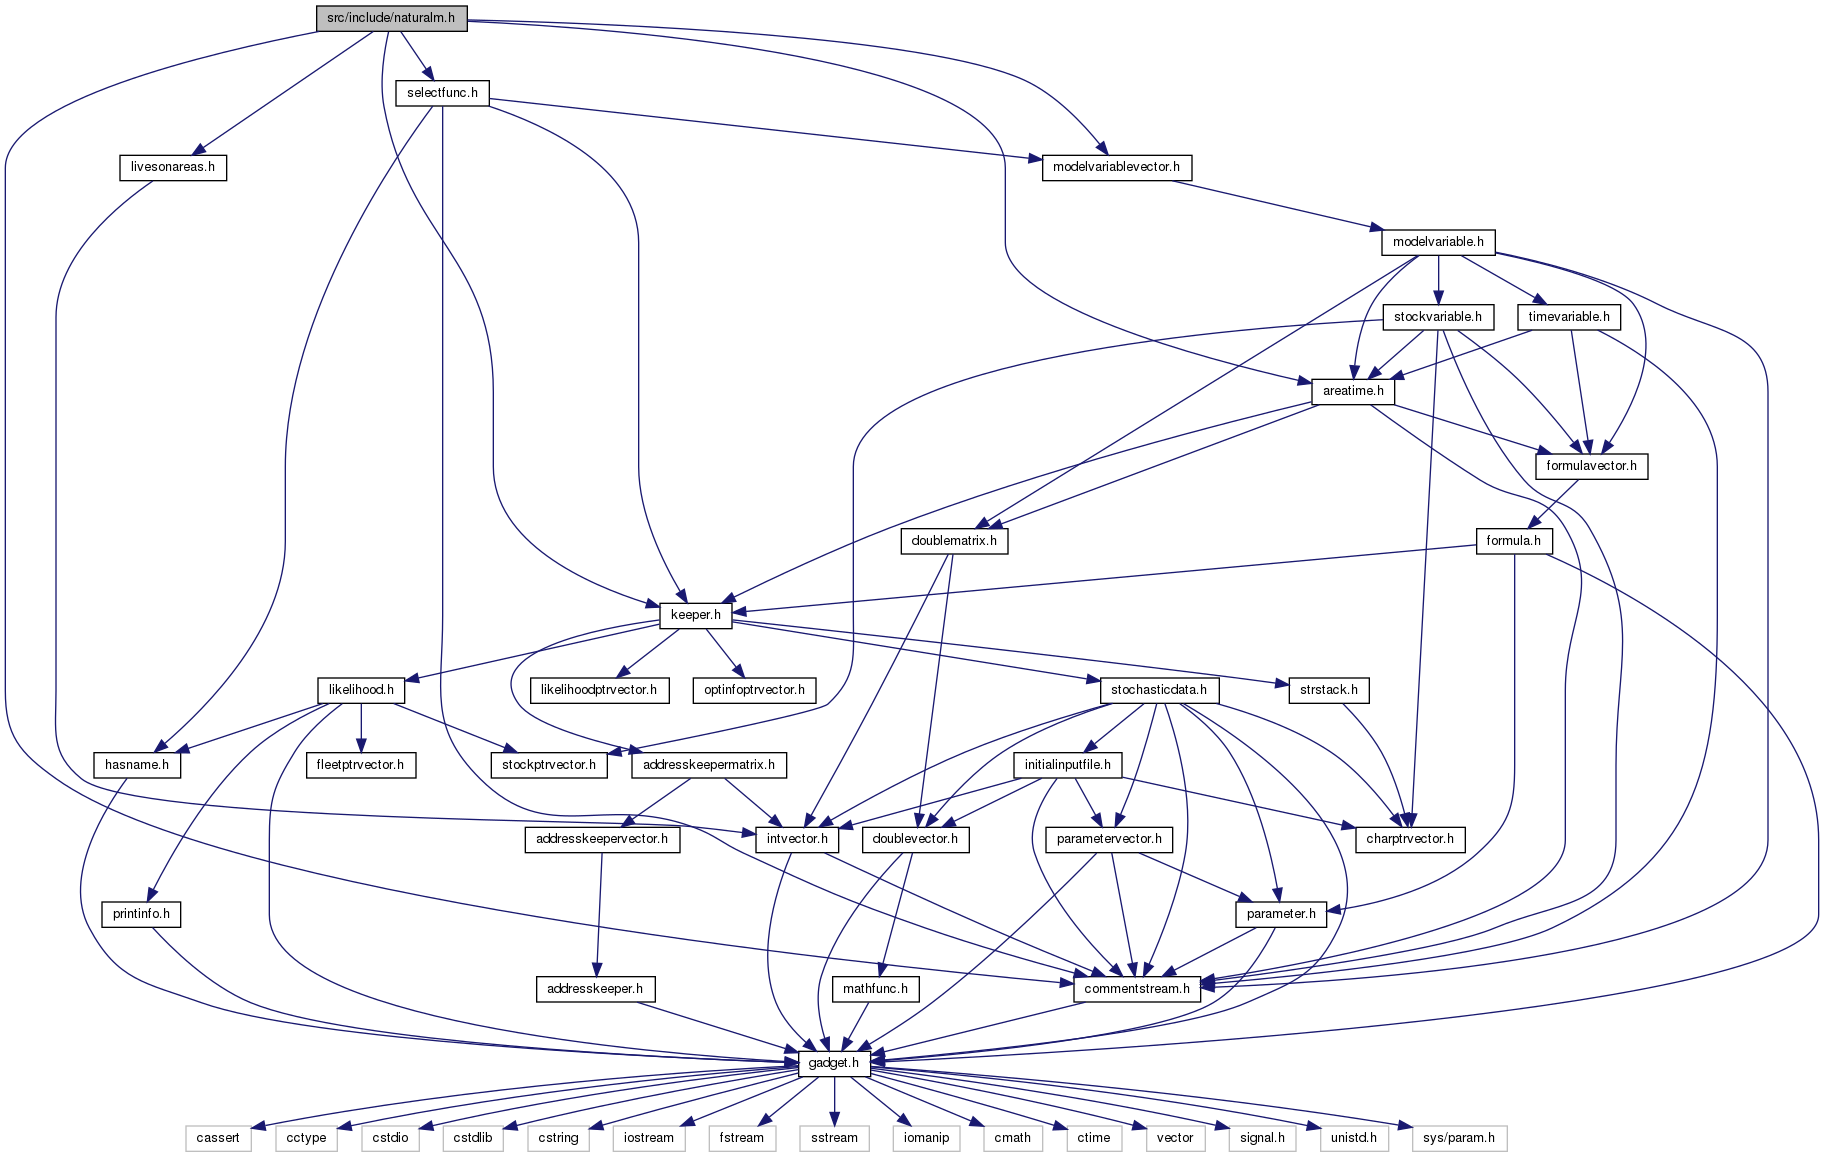 src/include/naturalm.h
selectfunc.h
livesonareas.h
modelvariablevector.h
modelvariable.h
stockvariable.h
timevariable.h
areatime.h
formulavector.h
doublematrix.h
formula.h
keeper.h
likelihood.h
likelihoodptrvector.h
optinfoptrvector.h
stochasticdata.h
strstack.h
hasname.h
fleetptrvector.h
stockptrvector.h
addresskeepermatrix.h
initialinputfile.h
addresskeepervector.h
intvector.h
doublevector.h
parametervector.h
charptrvector.h
printinfo.h
parameter.h
addresskeeper.h
mathfunc.h
commentstream.h
gadget.h
cassert
cctype
cstdio
cstdlib
cstring
iostream
fstream
sstream
iomanip
cmath
ctime
vector
signal.h
unistd.h
sys/param.h